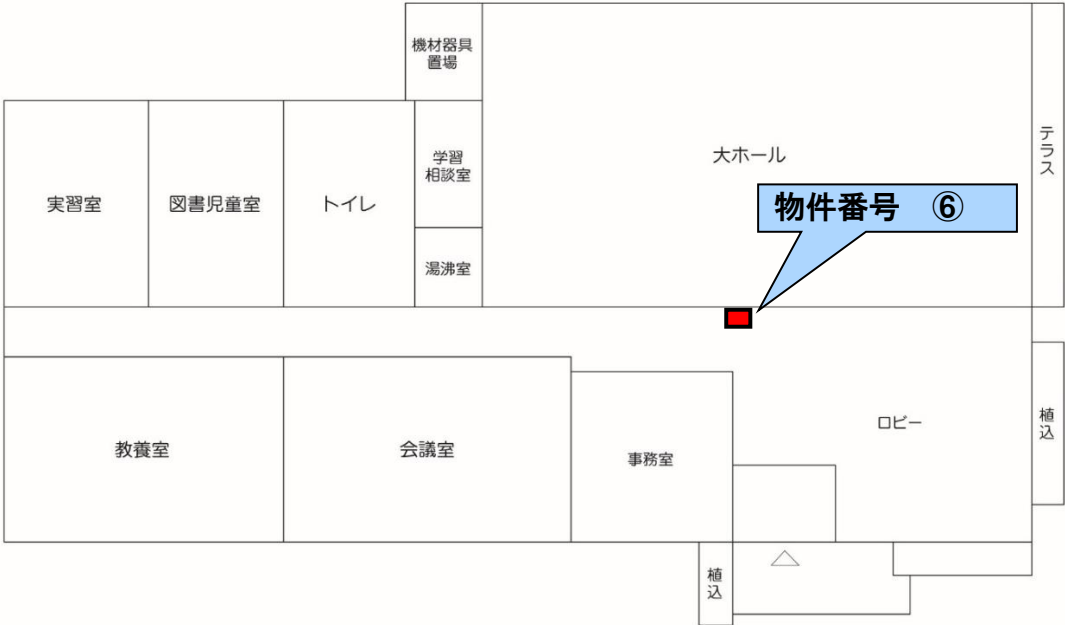 機材器具
置場
テラス
学習
相談室
大ホール
実習室
図書児童室
トイレ
物件番号　⑥
湯沸室
ロビー
植込
教養室
会議室
事務室
植込